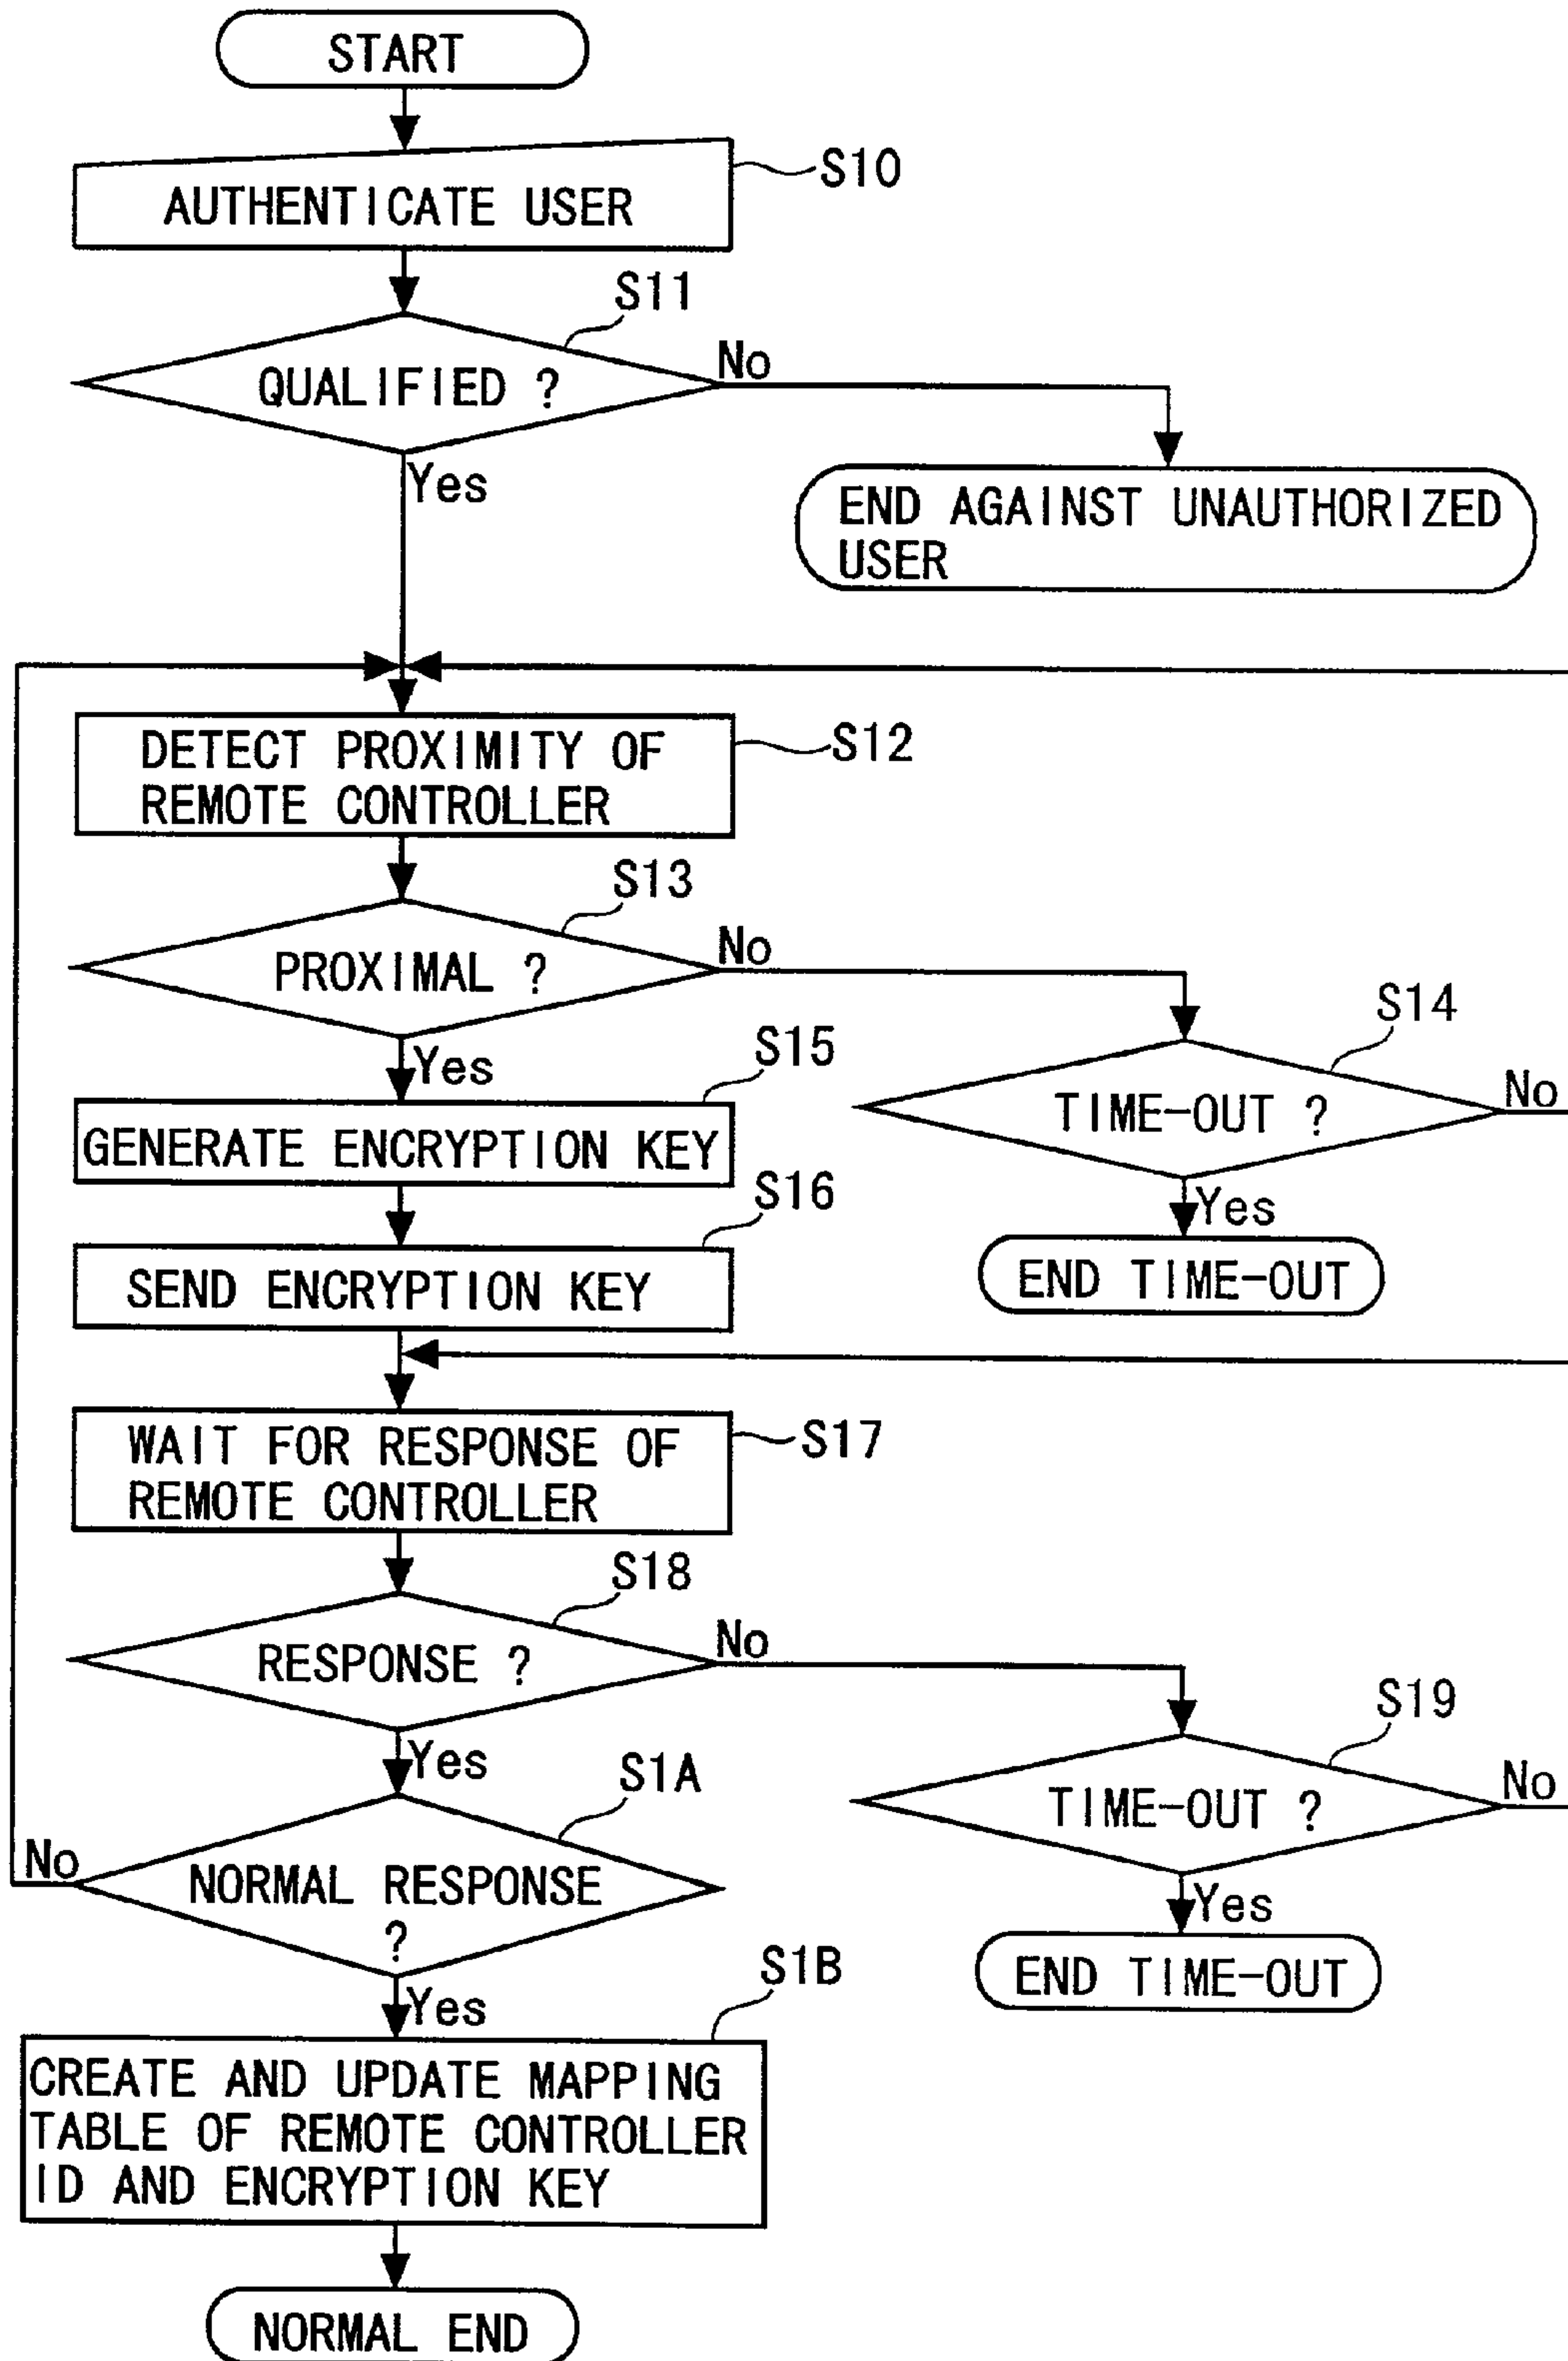 START
AUTHENTICATE USER
S10
S11
QUALIFIED ?
No
Yes
END AGAINST UNAUTHORIZED
USER
DETECT PROXIMITY OF
REMOTE CONTROLLER
S12
S13
PROXIMAL ?
No
Yes
S14
TIME-OUT ?
No
Yes
END TIME-OUT
S15
GENERATE ENCRYPTION KEY
S16
SEND ENCRYPTION KEY
WAIT FOR RESPONSE OF
REMOTE CONTROLLER
S17
S18
RESPONSE ?
No
Yes
S19
TIME-OUT ?
No
Yes
END TIME-OUT
S1A
NORMAL RESPONSE
?
No
Yes
S1B
CREATE AND UPDATE MAPPING
TABLE OF REMOTE CONTROLLER
ID AND ENCRYPTION KEY
NORMAL END